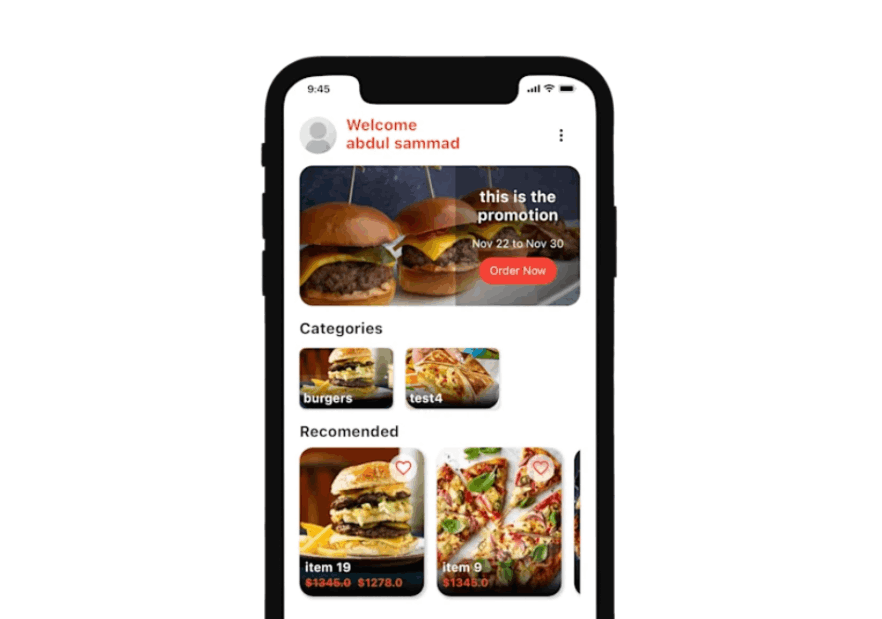 9:45
Welcome
abdul sammad
this is the
promotion
Nov 22 to Nov 30
Order Now
Categories
burgers
test4
Recomended
item 19
$1345.0 $1278.0
item 9
$1345.0